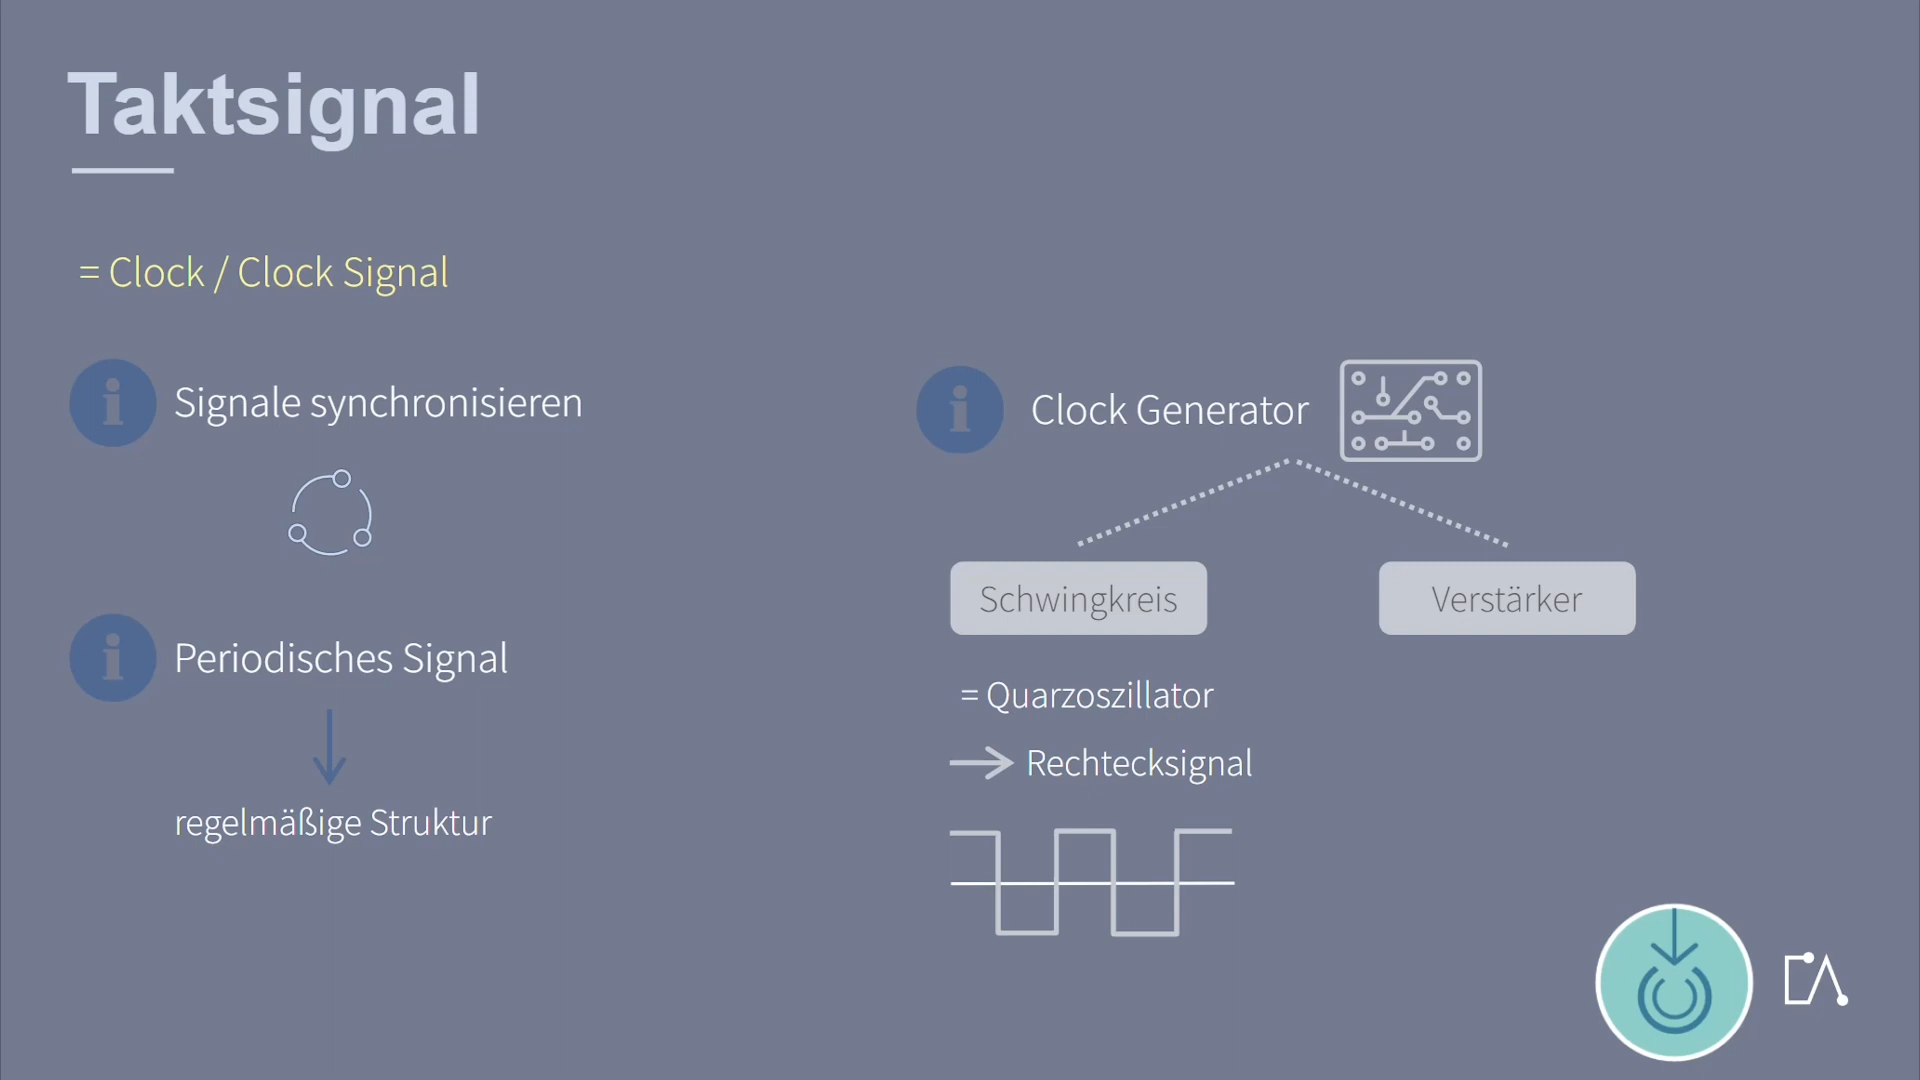 Taktsignal
= Clock / Clock Signal
Signale synchronisieren
Periodisches Signal
regelmäßige Struktur
Clock Generator
Schwingkreis
Verstärker
= Quarzoszillator
Rechtecksignal